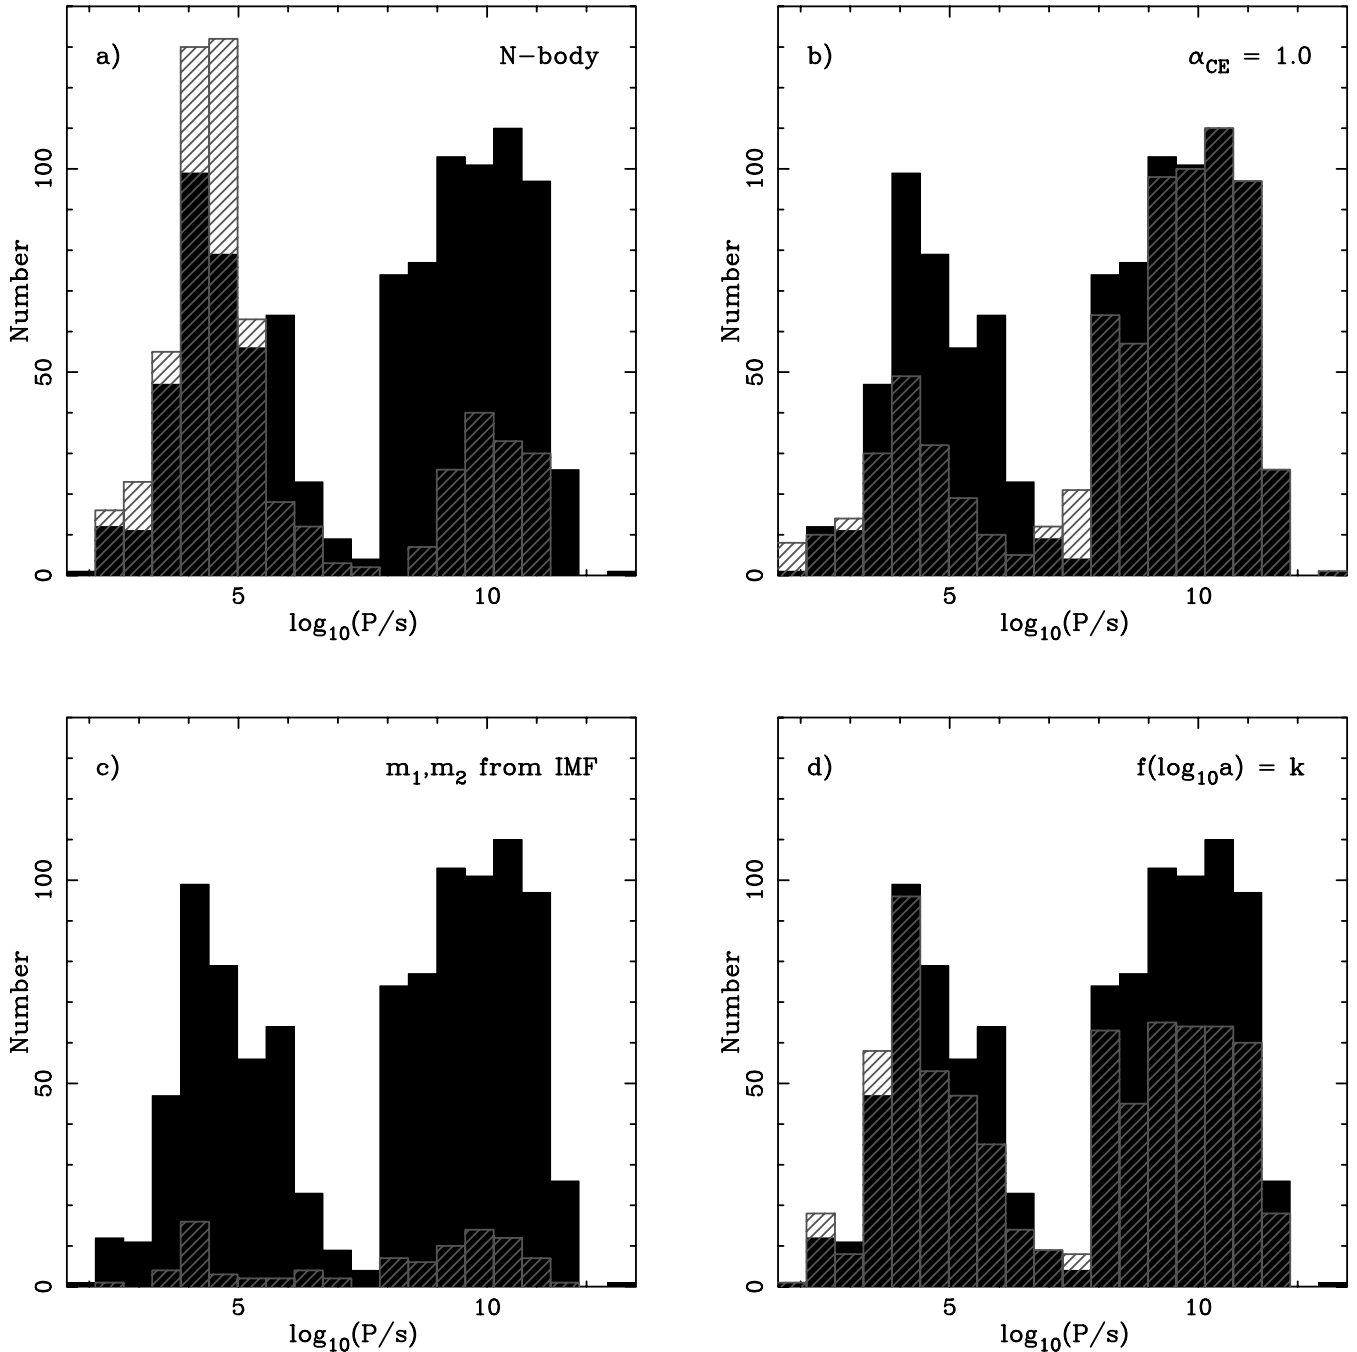 a) N−body
100
50
0
Number
5 10
log₁₀(P/s)
b) α_CE = 1.0
100
50
0
Number
5 10
log₁₀(P/s)
c) m₁,m₂ from IMF
100
50
0
Number
5 10
log₁₀(P/s)
d) f(log₁₀a) = k
100
50
0
Number
5 10
log₁₀(P/s)